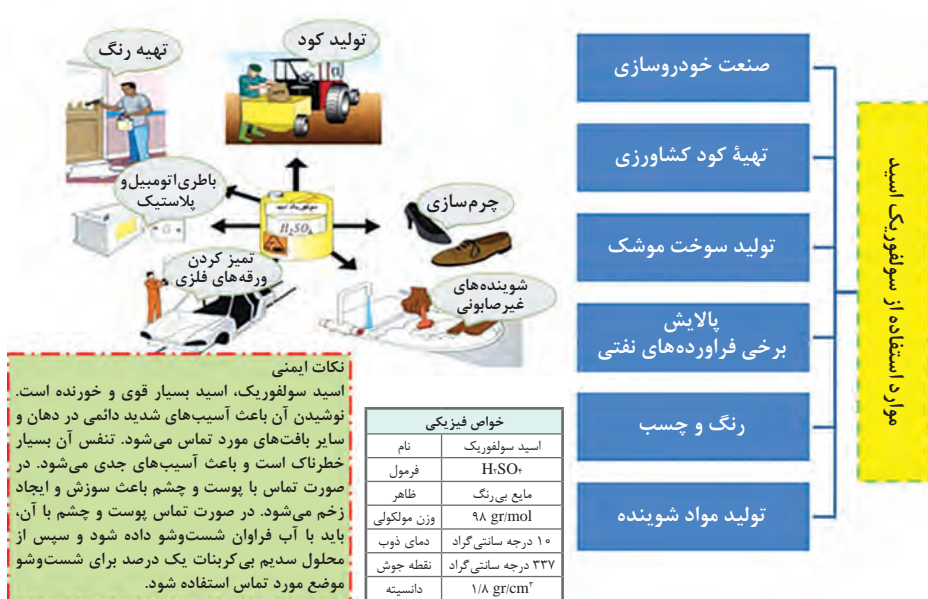 موارد استفاده از سولفوریک اسید
صنعت خودروسازی
تهیهٔ کود کشاورزی
تولید سوخت موشک
پالایش
برخی فراورده‌های نفتی
رنگ و چسب
تولید مواد شوینده
تولید کود
تهیه رنگ
باطری اتومبیل و
پلاستیک
H₂SO₄
چرم‌سازی
تمیز کردن
ورقه‌های فلزی
شوینده‌های
غیرصابونی
خواص فیزیکی
نام اسید سولفوریک
فرمول H₂SO₄
ظاهر مایع بی‌رنگ
وزن مولکولی ۹۸ gr/mol
دمای ذوب ۱۰ درجه سانتی‌گراد
نقطه جوش ۳۳۷ درجه سانتی‌گراد
دانسیته ۱/۸ gr/cm³
نکات ایمنی
اسید سولفوریک، اسید بسیار قوی و خورنده است.
نوشیدن آن باعث آسیب‌های شدید دائمی در دهان و
سایر بافت‌های مورد تماس می‌شود. تنفس آن بسیار
خطرناک است و باعث آسیب‌های جدی می‌شود. در
صورت تماس با پوست و چشم باعث سوزش و ایجاد
زخم می‌شود. در صورت تماس پوست و چشم با آن،
باید با آب فراوان شست‌وشو داده شود و سپس از
محلول سدیم بی‌کربنات یک درصد برای شست‌وشو
موضع مورد تماس استفاده شود.